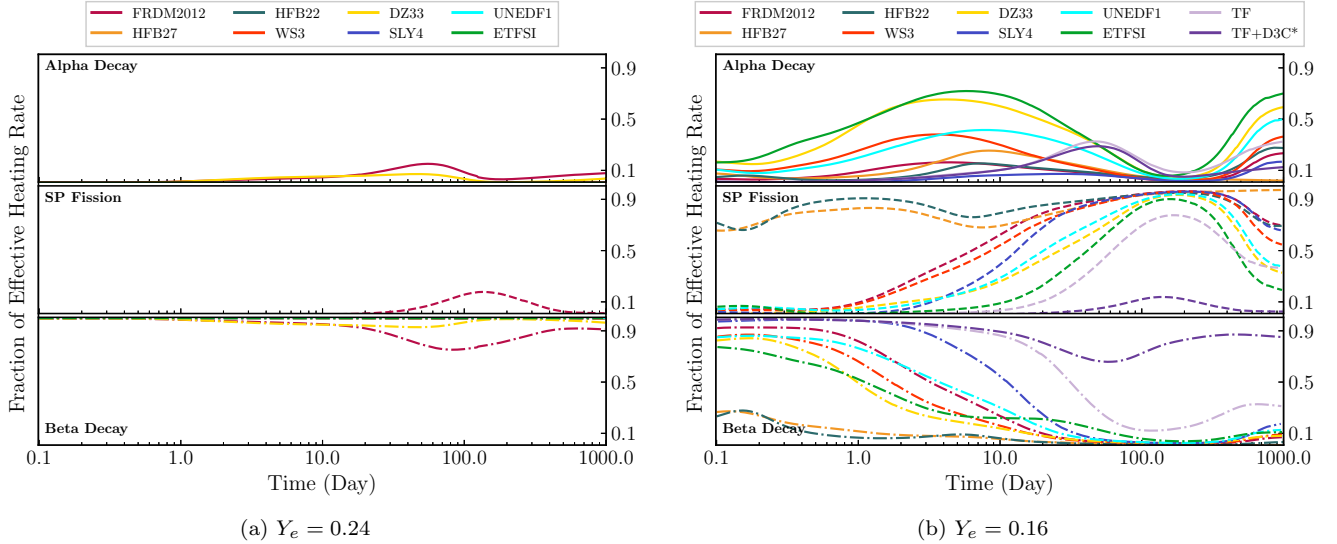 FRDM2012 HFB22 DZ33 UNEDF1
HFB27 WS3 SLY4 ETFSI
Fraction of Effective Heating Rate
Alpha Decay
0.9
0.5
0.1
SP Fission
0.9
0.5
0.1
0.9
0.5
0.1
Beta Decay
0.1 1.0 10.0 100.0 1000.0
Time (Day)
(a) Y_e = 0.24
FRDM2012 HFB22 DZ33 UNEDF1 TF
HFB27 WS3 SLY4 ETFSI TF+D3C*
Fraction of Effective Heating Rate
Alpha Decay
0.9
0.5
0.1
SP Fission
0.9
0.5
0.1
0.9
0.5
0.1
Beta Decay
0.1 1.0 10.0 100.0 1000.0
Time (Day)
(b) Y_e = 0.16